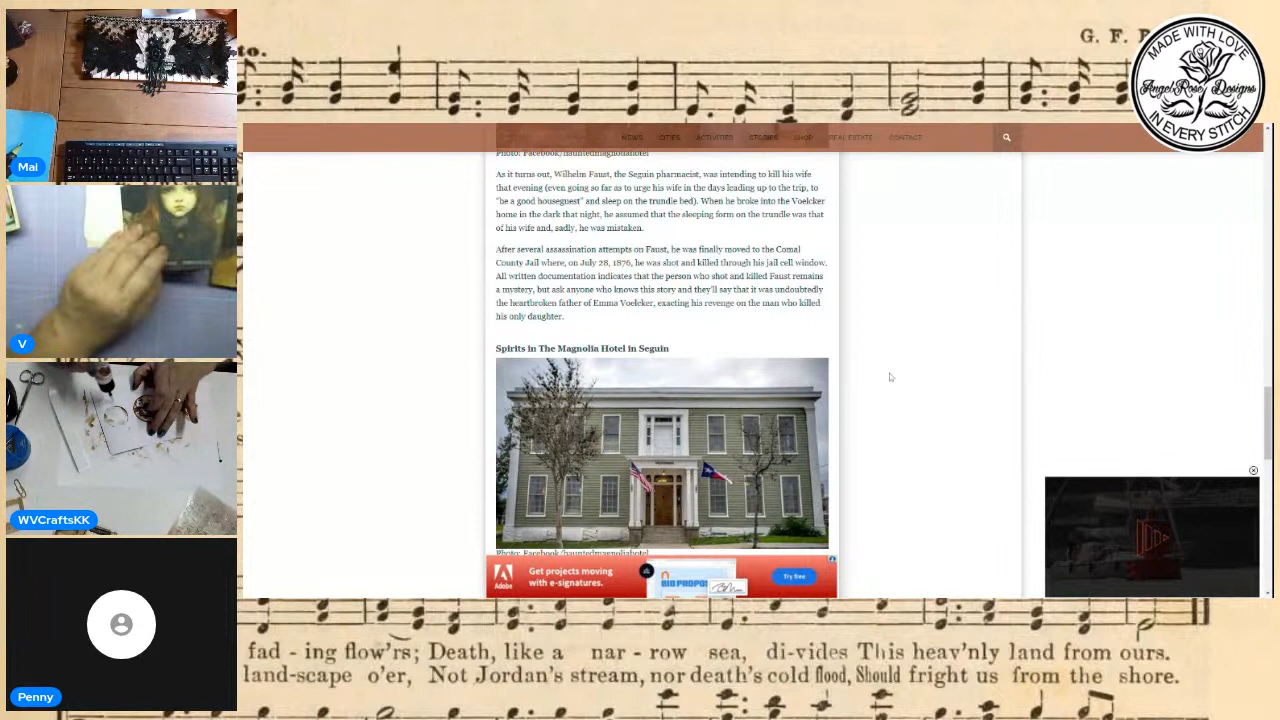 to.
G. F.
MADE WITH LOVE
AngelRose Designs
IN EVERY STITCH
NEWS CITIES ACTIVITIES STORIES SHOP REAL ESTATE CONTACT
Photo: Facebook/hauntedmagnoliahotel
As it turns out, Wilhelm Faust, the Seguin pharmacist, was intending to kill his wife
that evening (even going so far as to urge his wife in the days leading up to the trip, to
"be a good houseguest" and sleep on the trundle bed). When he broke into the Voelcker
home in the dark that night, he assumed that the sleeping form on the trundle was that
of his wife and, sadly, he was mistaken.
After several assassination attempts on Faust, he was finally moved to the Comal
County Jail where, on July 28, 1876, he was shot and killed through his jail cell window.
All written documentation indicates that the person who shot and killed Faust remains
a mystery, but ask anyone who knows this story and they'll say that it was undoubtedly
the heartbroken father of Emma Voelcker, exacting his revenge on the man who killed
his only daughter.
Spirits in The Magnolia Hotel in Seguin
Photo: Facebook/hauntedmagnoliahotel
Adobe
Get projects moving
with e-signatures.
Try free
Mai
V
WVCraftsKK
Penny
fad - ing flow'rs; Death, like a nar - row sea, di-vides This heav'nly land from ours.
land-scape o'er, Not Jordan's stream, nor death's cold flood, Should fright us from the shore.